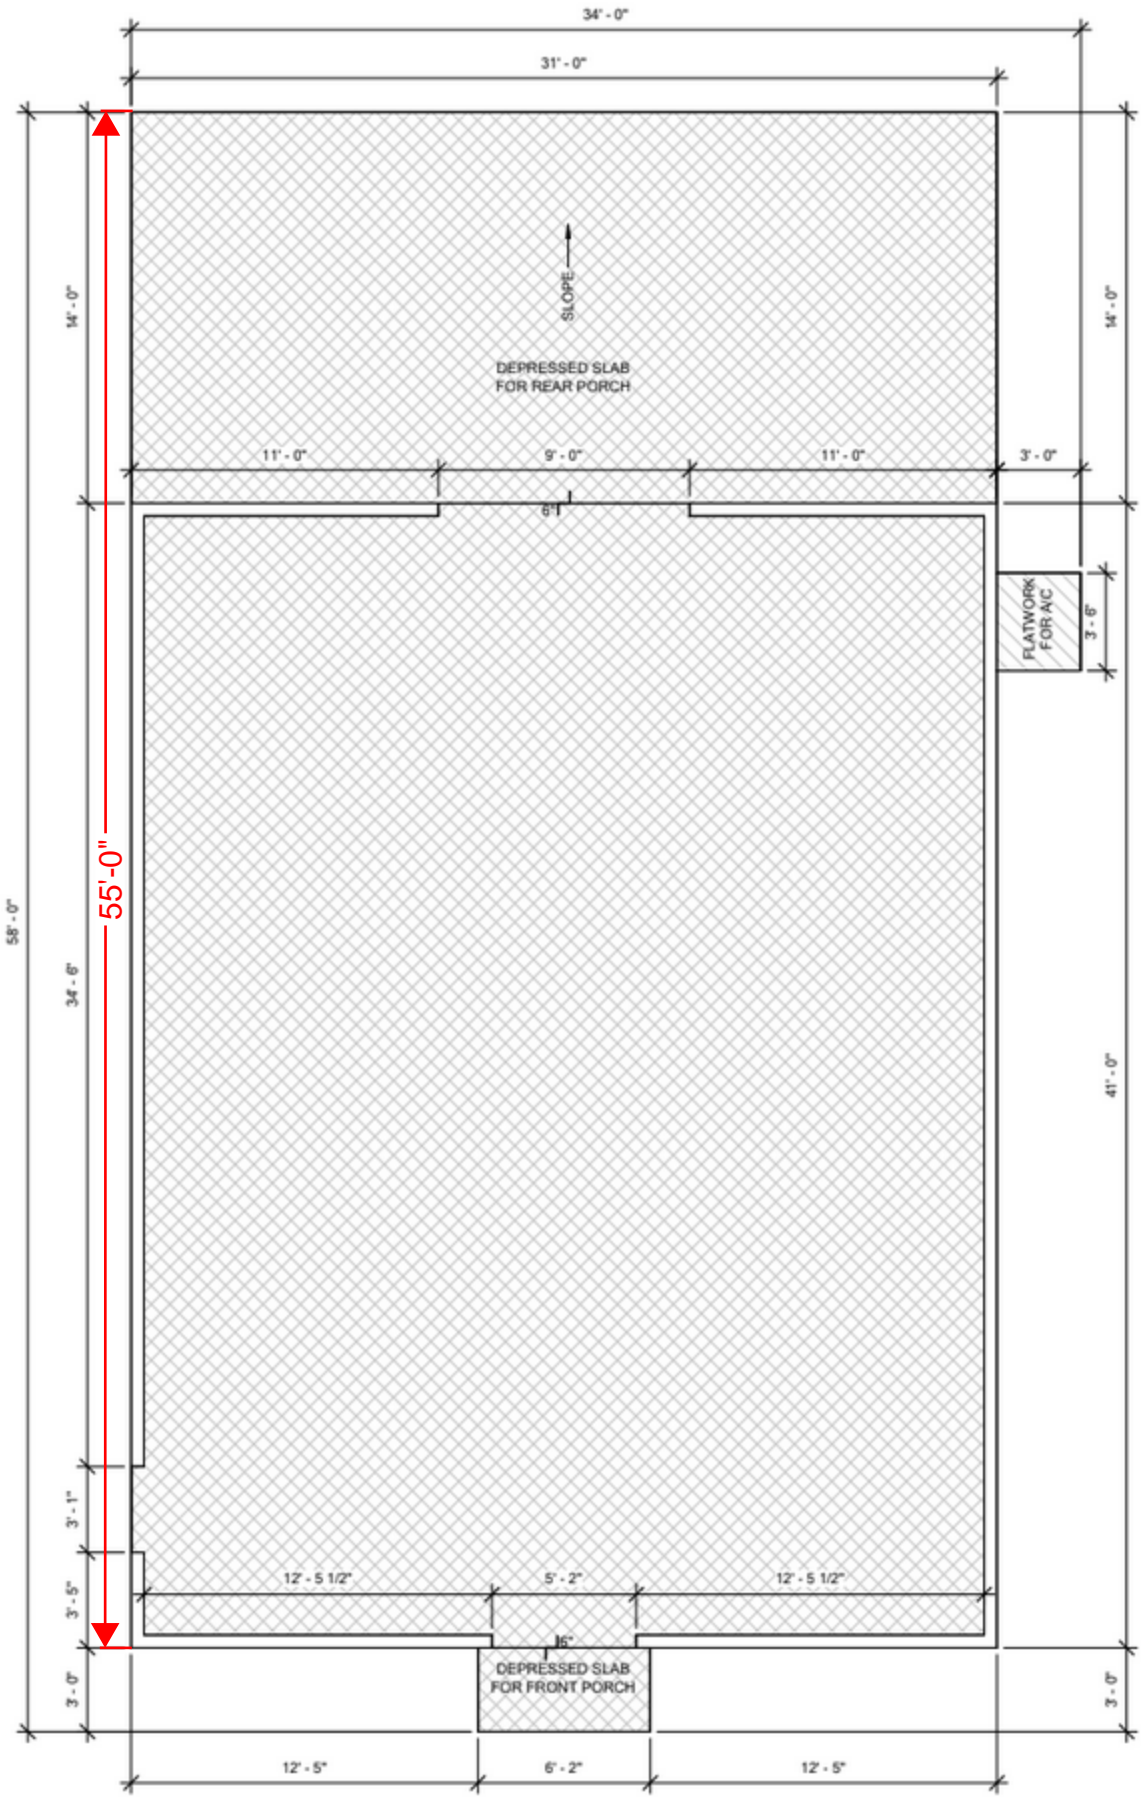 34' - 0"
31' - 0"
14' - 0"
14' - 0"
SLOPE
DEPRESSED SLAB
FOR REAR PORCH
11' - 0"
9' - 0"
11' - 0"
3' - 0"
6"
FLATWORK
FOR A/C
3' - 6"
55'-0"
58' - 0"
34' - 6"
41' - 0"
3' - 1"
3' - 5"
12' - 5 1/2"
5' - 2"
12' - 5 1/2"
6"
DEPRESSED SLAB
FOR FRONT PORCH
3' - 0"
3' - 0"
12' - 5"
6' - 2"
12' - 5"